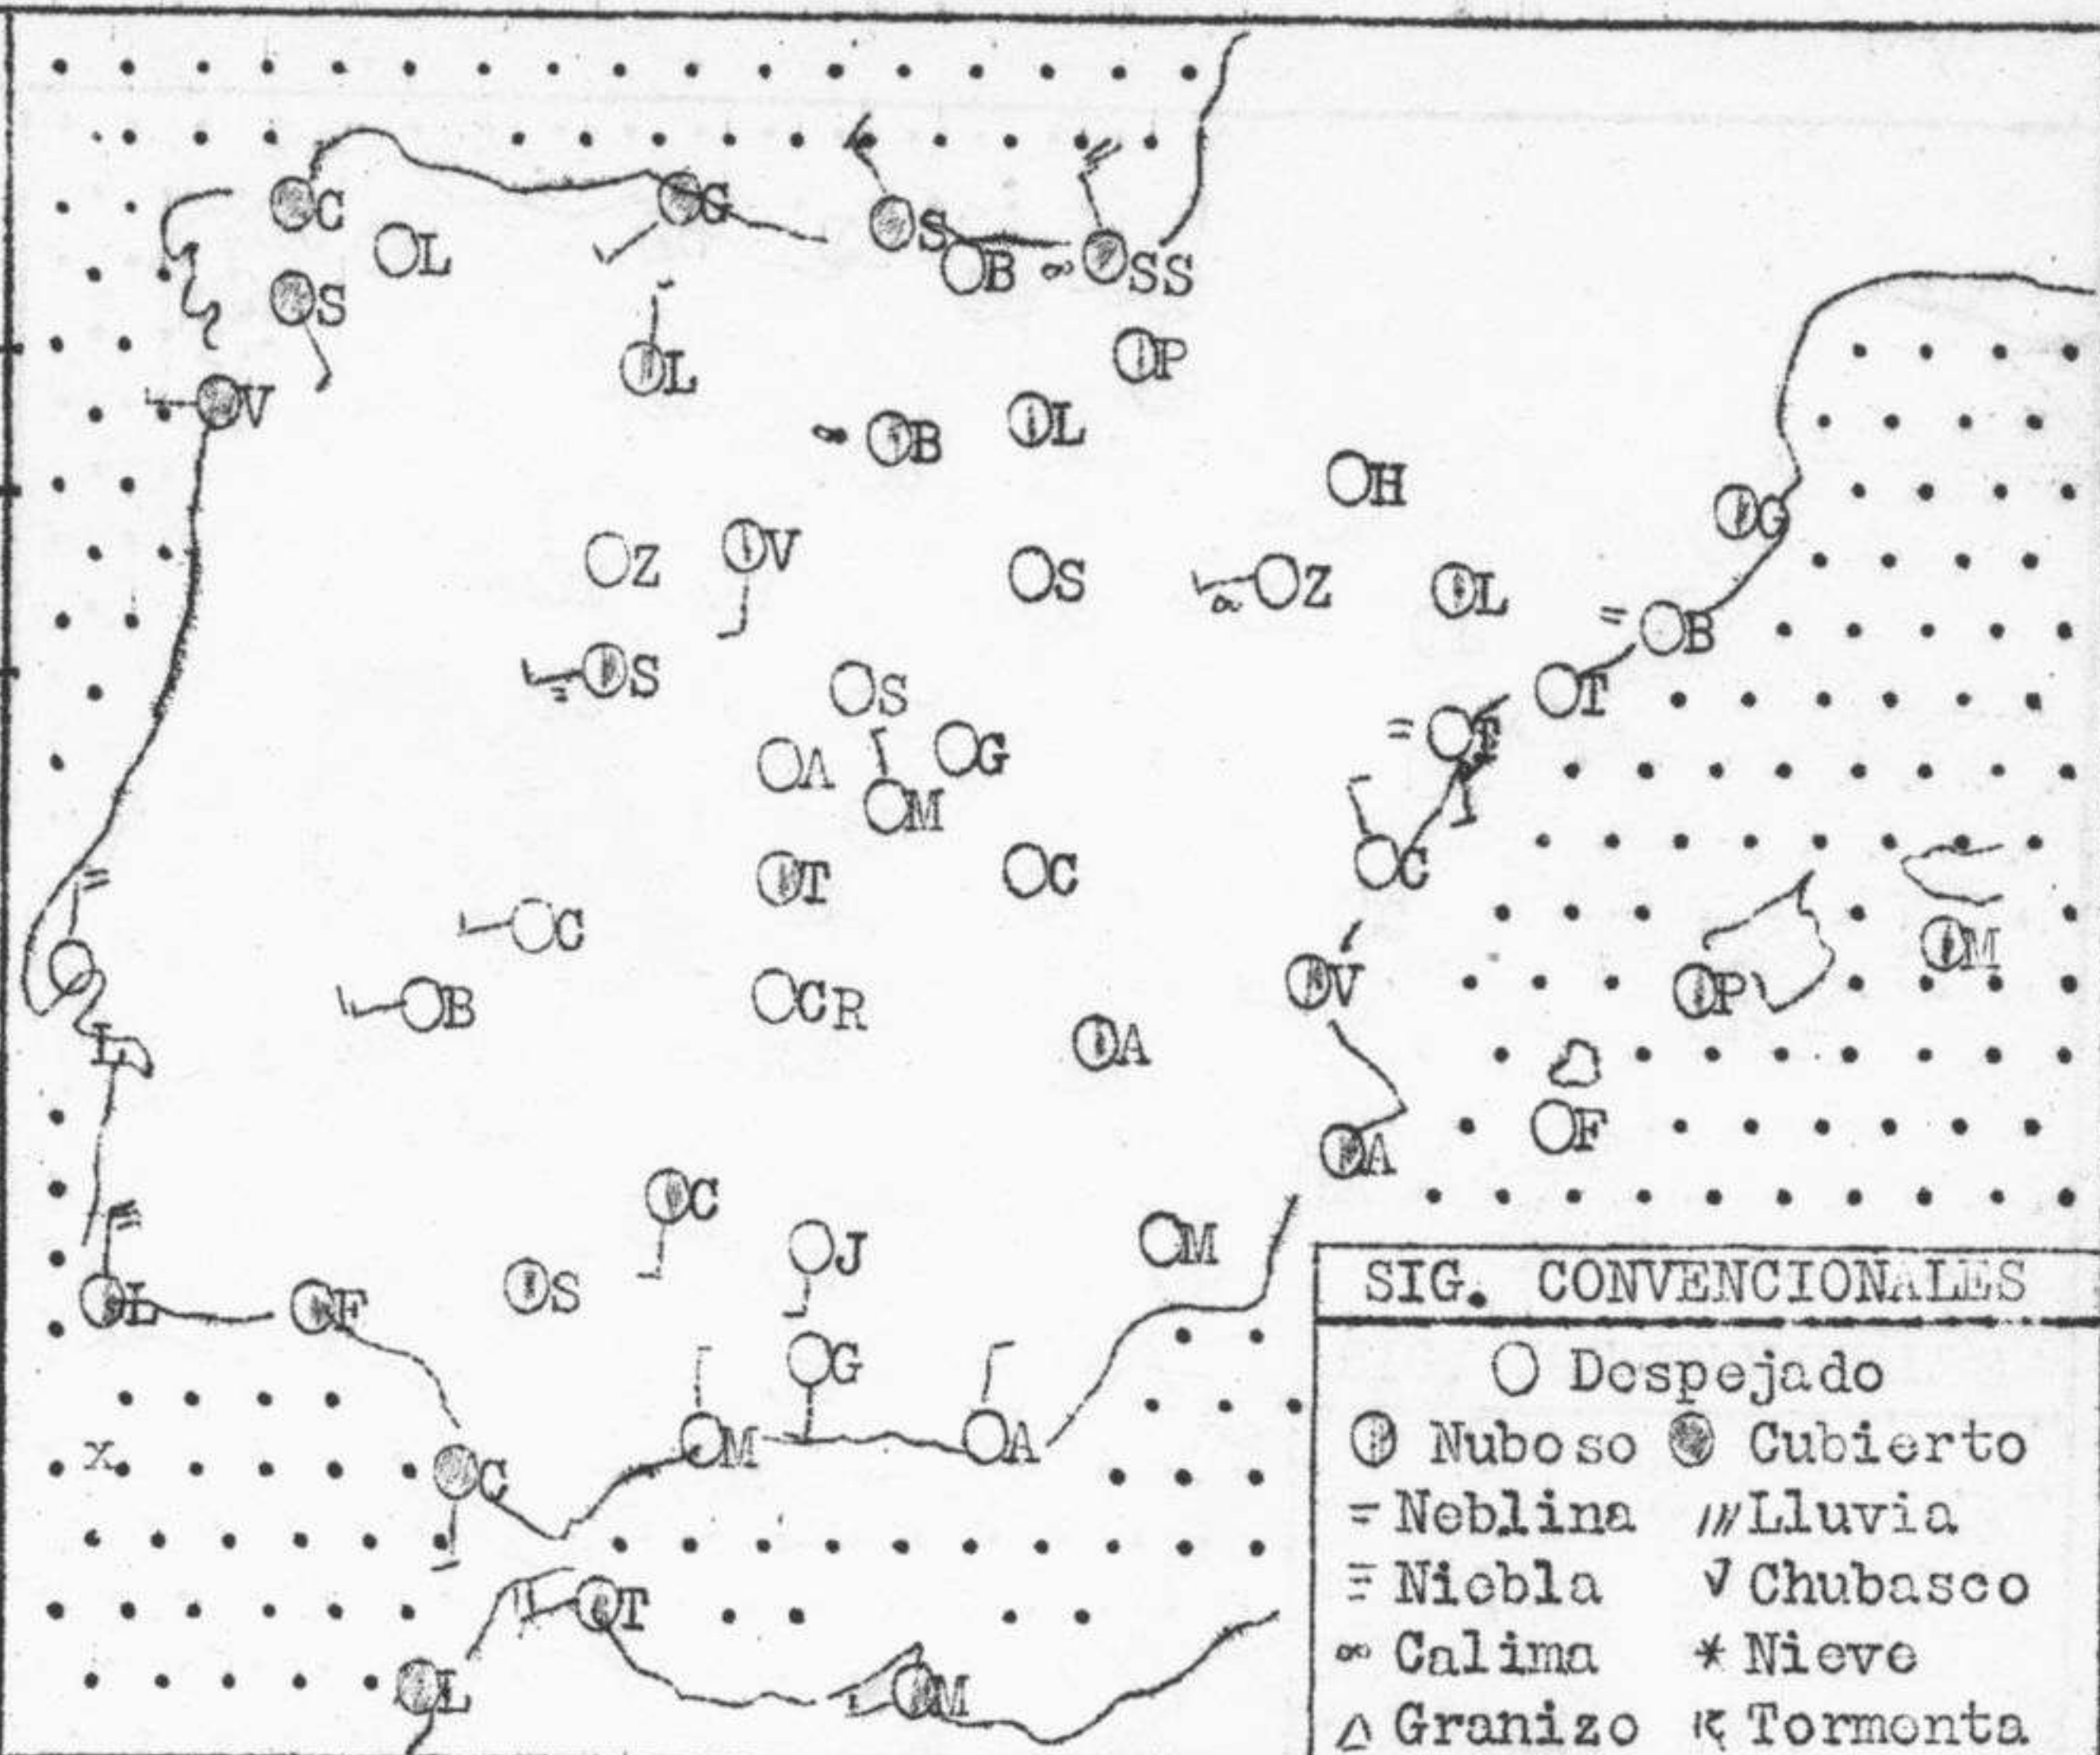 C
G
L
S
B
SS
S
P
L
V
L
B
H
G
Z
V
S
Z
L
B
S
T
S
T
A
G
M
C
T
C
C
M
B
CR
V
P
L
A
F
A
C
M
J
S
L
F
G
M
A
C
T
L
M
x
SIG. CONVENCIONALES
Despejado
Nuboso Cubierto
Neblina Lluvia
Niebla Chubasco
Calima Nieve
Granizo Tormenta